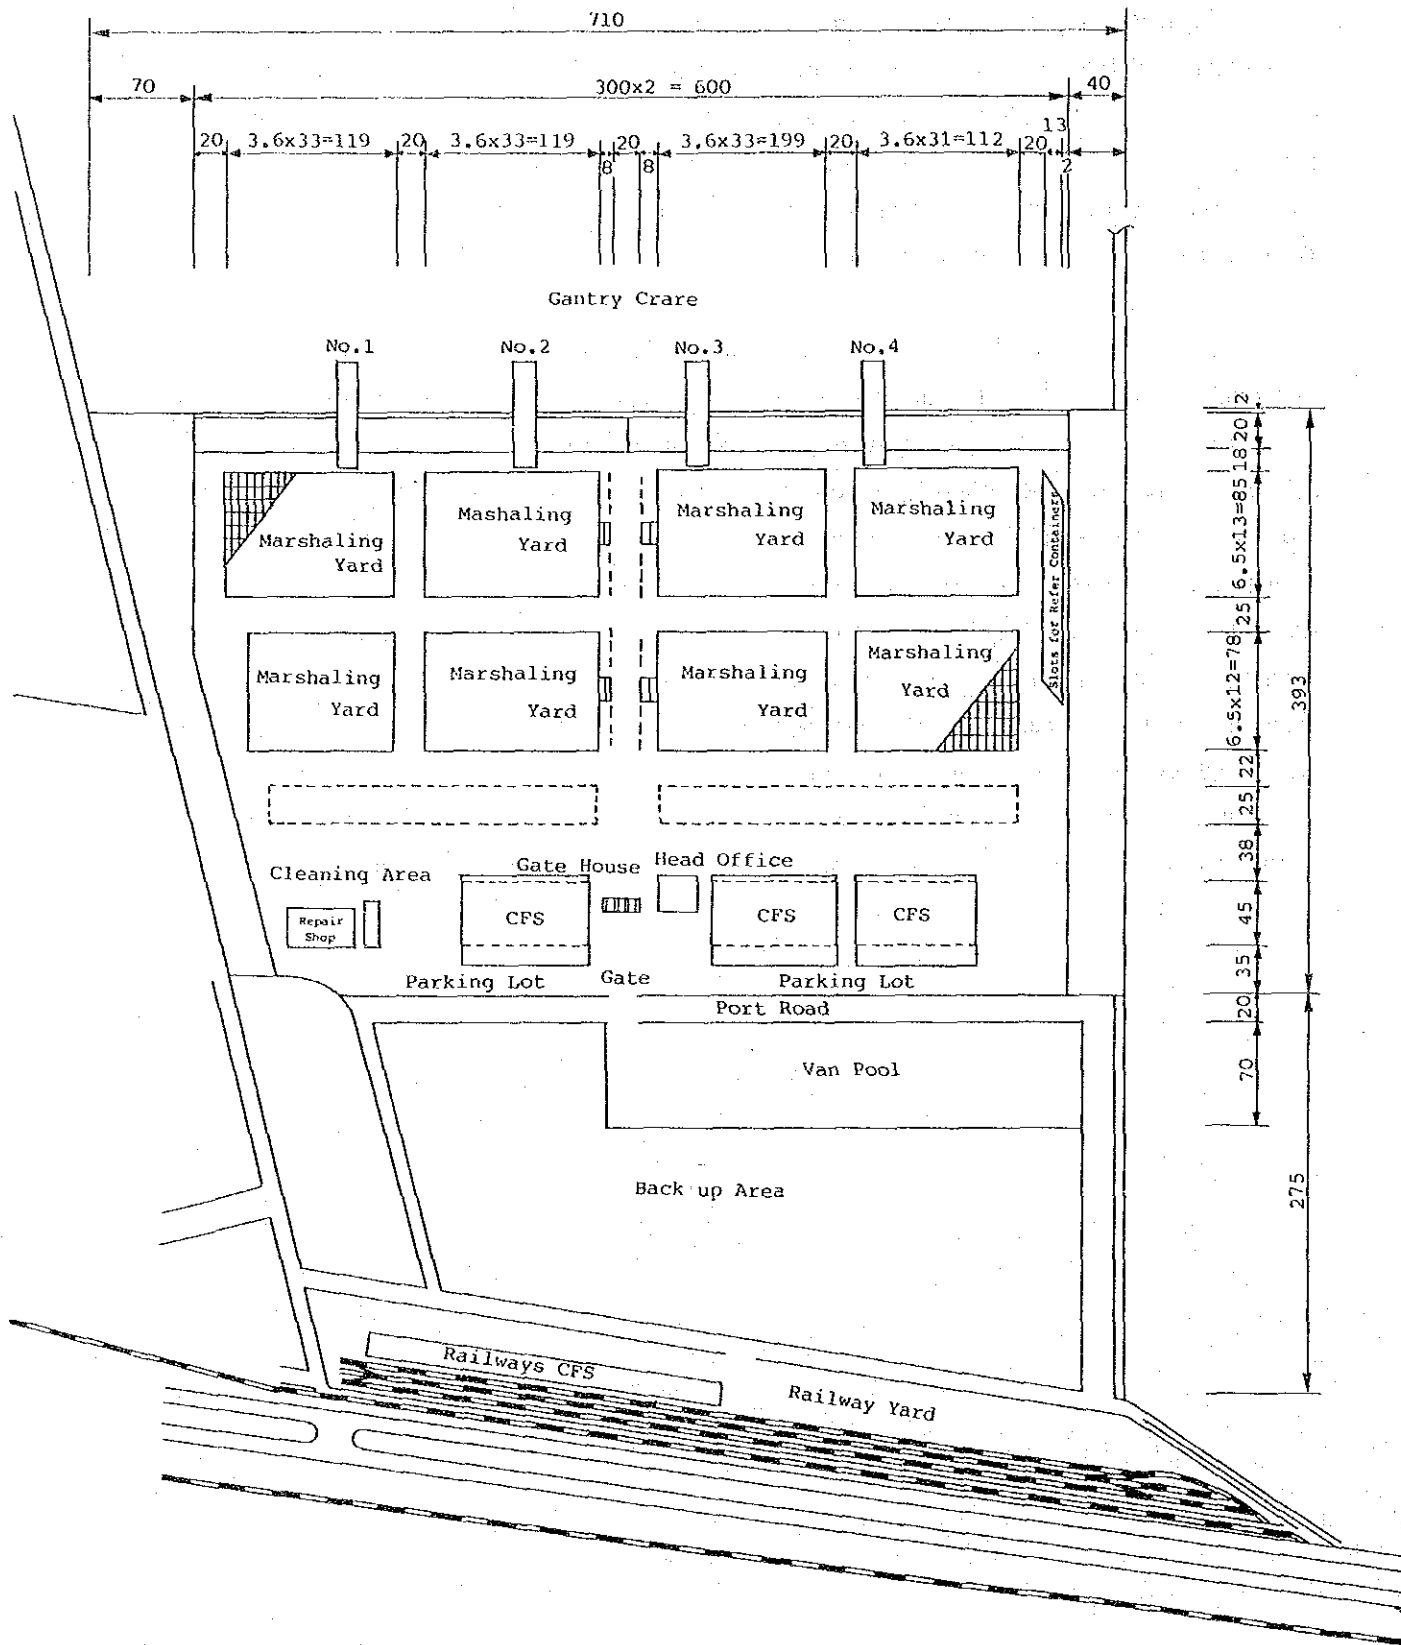 710
70
300x2 = 600
40
20
3.6x33=119
20
3.6x33=119
8
20
8
3.6x33=199
20
3.6x31=112
20
13
2
Gantry Crare
No.1
No.2
No.3
No.4
Marshaling
Yard
Mashaling
Yard
Marshaling
Yard
Marshaling
Yard
Slots for Refer Containers
Marshaling
Yard
Marshaling
Yard
Marshaling
Yard
Marshaling
Yard
Cleaning Area
Gate House
Head Office
Repair
Shop
CFS
CFS
CFS
Parking Lot
Gate
Parking Lot
Port Road
Van Pool
Back up Area
Railways CFS
Railway Yard
2
20
18
6.5x13=85
25
6.5x12=78
22
25
38
45
35
20
70
393
275